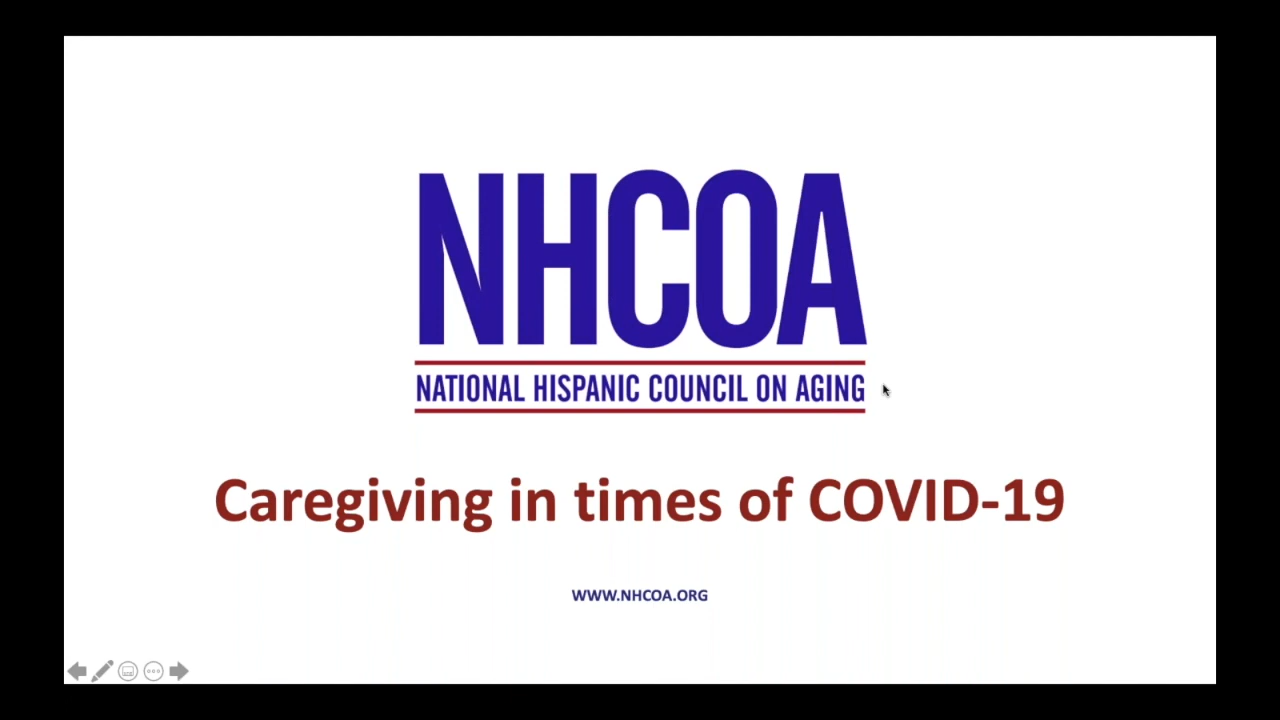 NHCOA
NATIONAL HISPANIC COUNCIL ON AGING
Caregiving in times of COVID-19
WWW.NHCOA.ORG